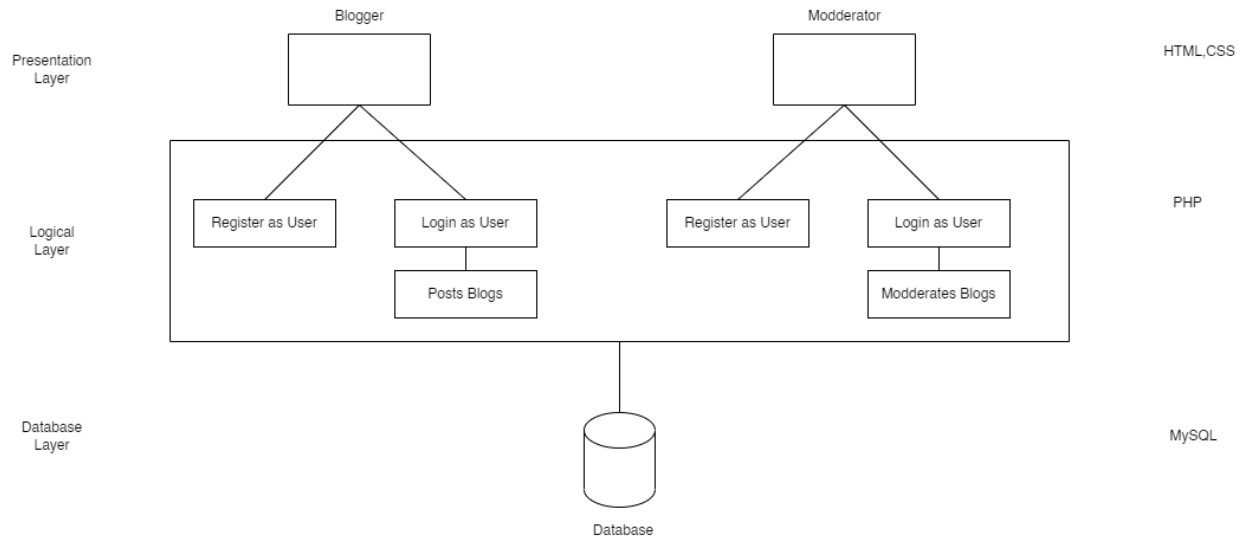 Blogger
Modderator
Presentation
Layer
HTML,CSS
Register as User
Login as User
Register as User
Login as User
PHP
Logical
Layer
Posts Blogs
Modderates Blogs
Database
Layer
MySQL
Database